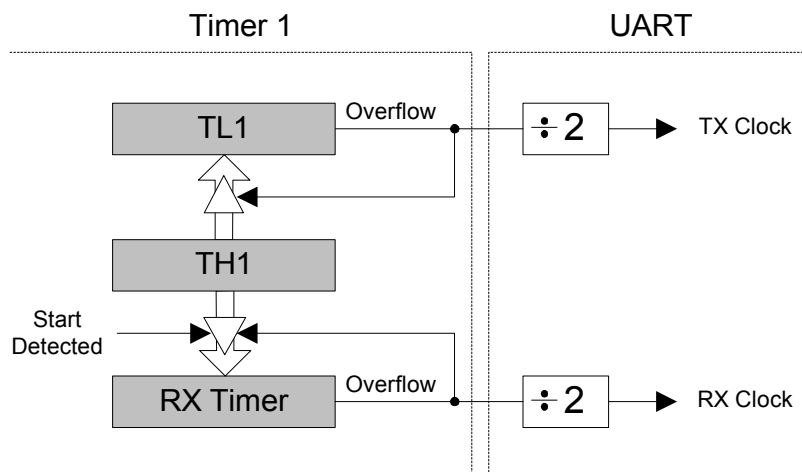 Timer 1
UART
TL1
Overflow
÷ 2
TX Clock
TH1
Start
Detected
RX Timer
Overflow
÷ 2
RX Clock